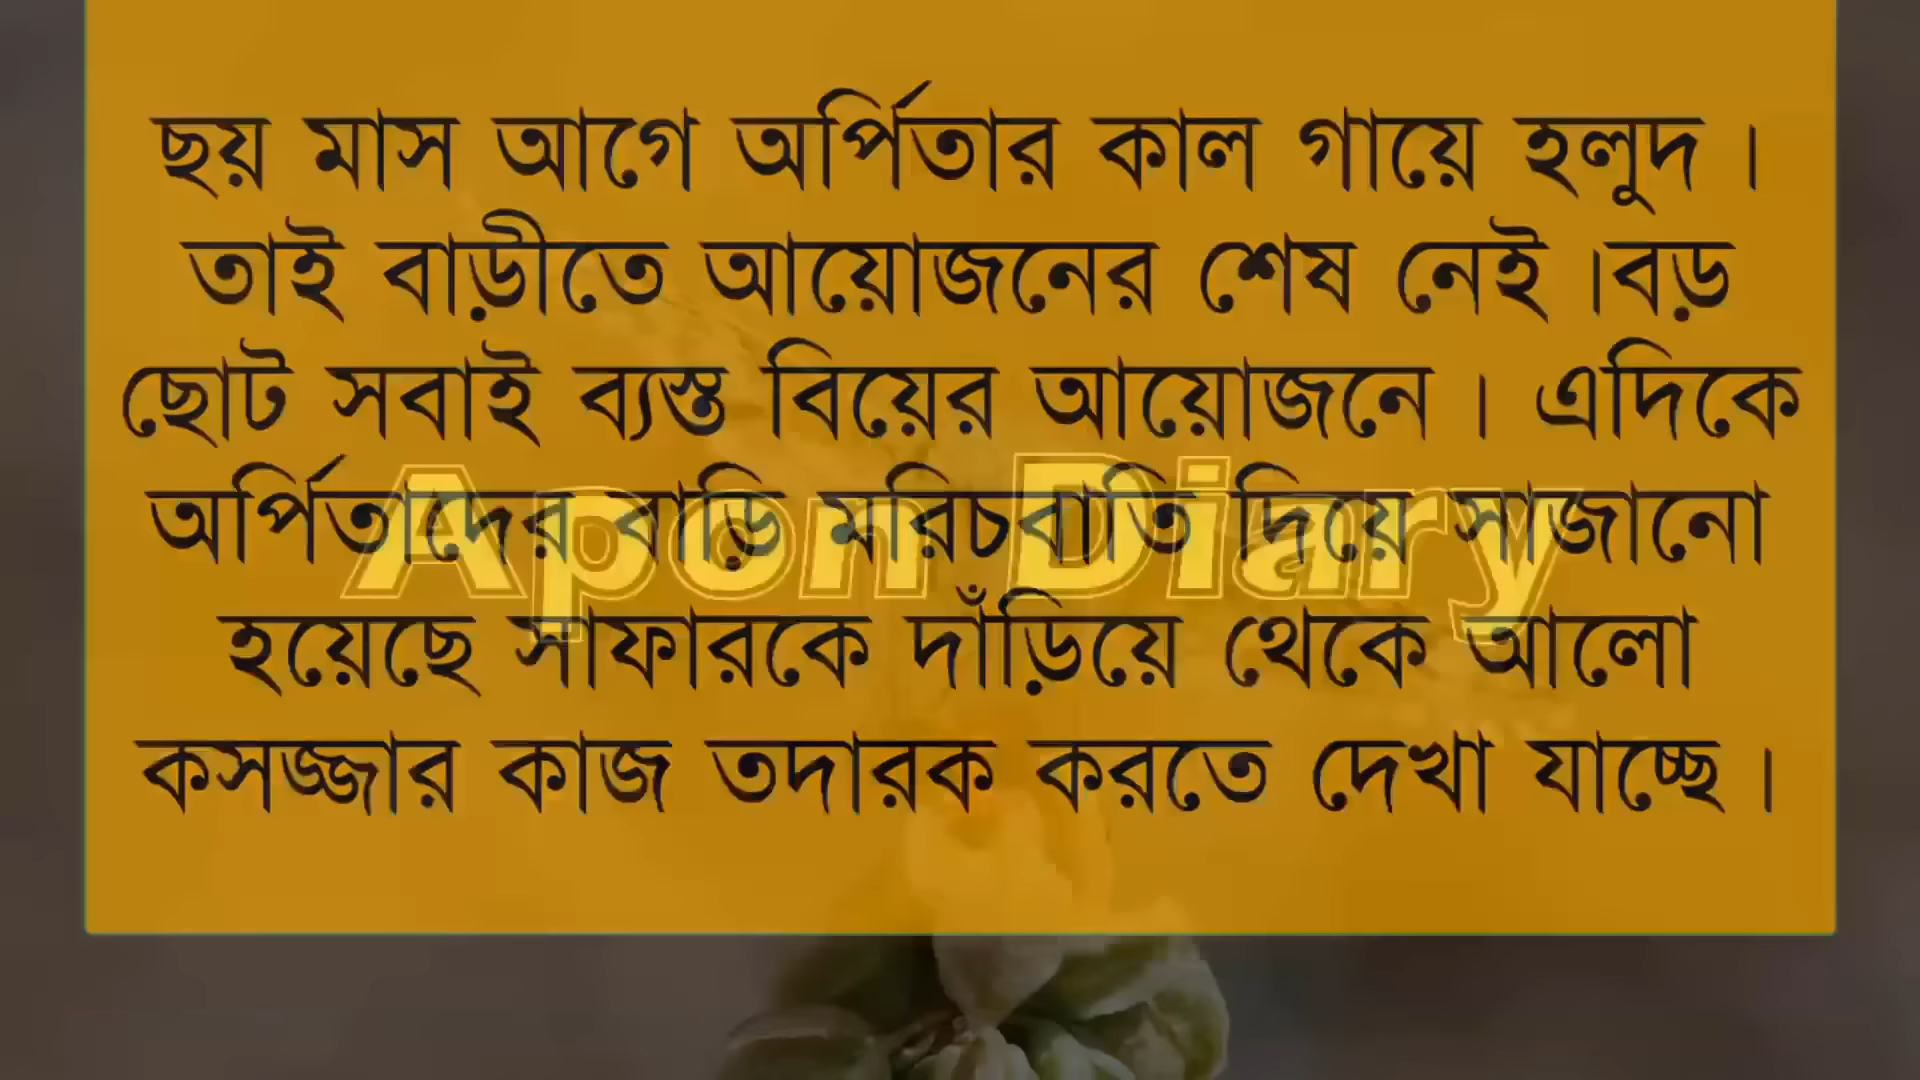 ছয় মাস আগে অর্পিতার কাল গায়ে হলুদ ।
তাই বাড়ীতে আয়োজনের শেষ নেই ।বড়
ছোট সবাই ব্যস্ত বিয়ের আয়োজনে । এদিকে
অর্পিতাদের বাড়ি মরিচবাতি দিয়ে সাজানো
Apon Diary
হয়েছে সাফারকে দাঁড়িয়ে থেকে আলো
কসজ্জার কাজ তদারক করতে দেখা যাচ্ছে ।